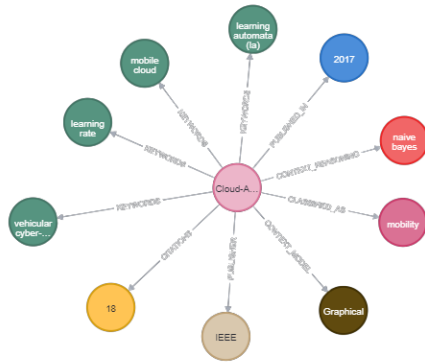 learning
automata
(la)
2017
mobile
cloud
KEYWORDS
PUBLISHED_IN
KEYWORDS
learning
rate
KEYWORDS
CONTEXT_REASONING
naive
bayes
Cloud-A...
KEYWORDS
CLASSIFIED_AS
mobility
vehicular
cyber-...
CITATIONS
PUBLISHER
CONTEXT_MODEL
18
IEEE
Graphical